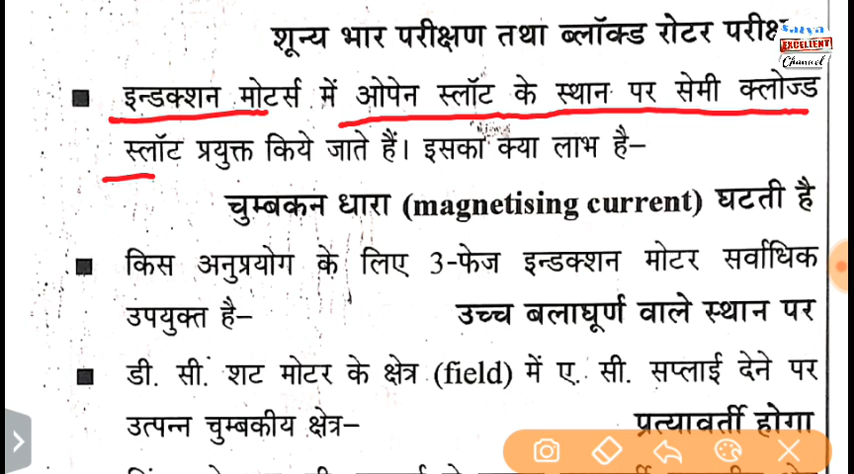 शून्य भार परीक्षण तथा ब्लॉक्ड रोटर
EXCELLENT
Channel
■ इन्डक्शन मोटर्स में ओपेन स्लॉट के स्थान पर सेमी क्लोज्ड
स्लॉट प्रयुक्त किये जाते हैं। इसका क्या लाभ है–
चुम्बकन धारा (magnetising current) घटती है
■ किस अनुप्रयोग के लिए 3-फेज इन्डक्शन मोटर सर्वाधिक
उपयुक्त है–
उच्च बलाघूर्ण वाले स्थान पर
■ डी. सी. शट मोटर के क्षेत्र (field) में ए. सी. सप्लाई देने पर
उत्पन्न चुम्बकीय क्षेत्र–
प्रत्यावर्ती होगा